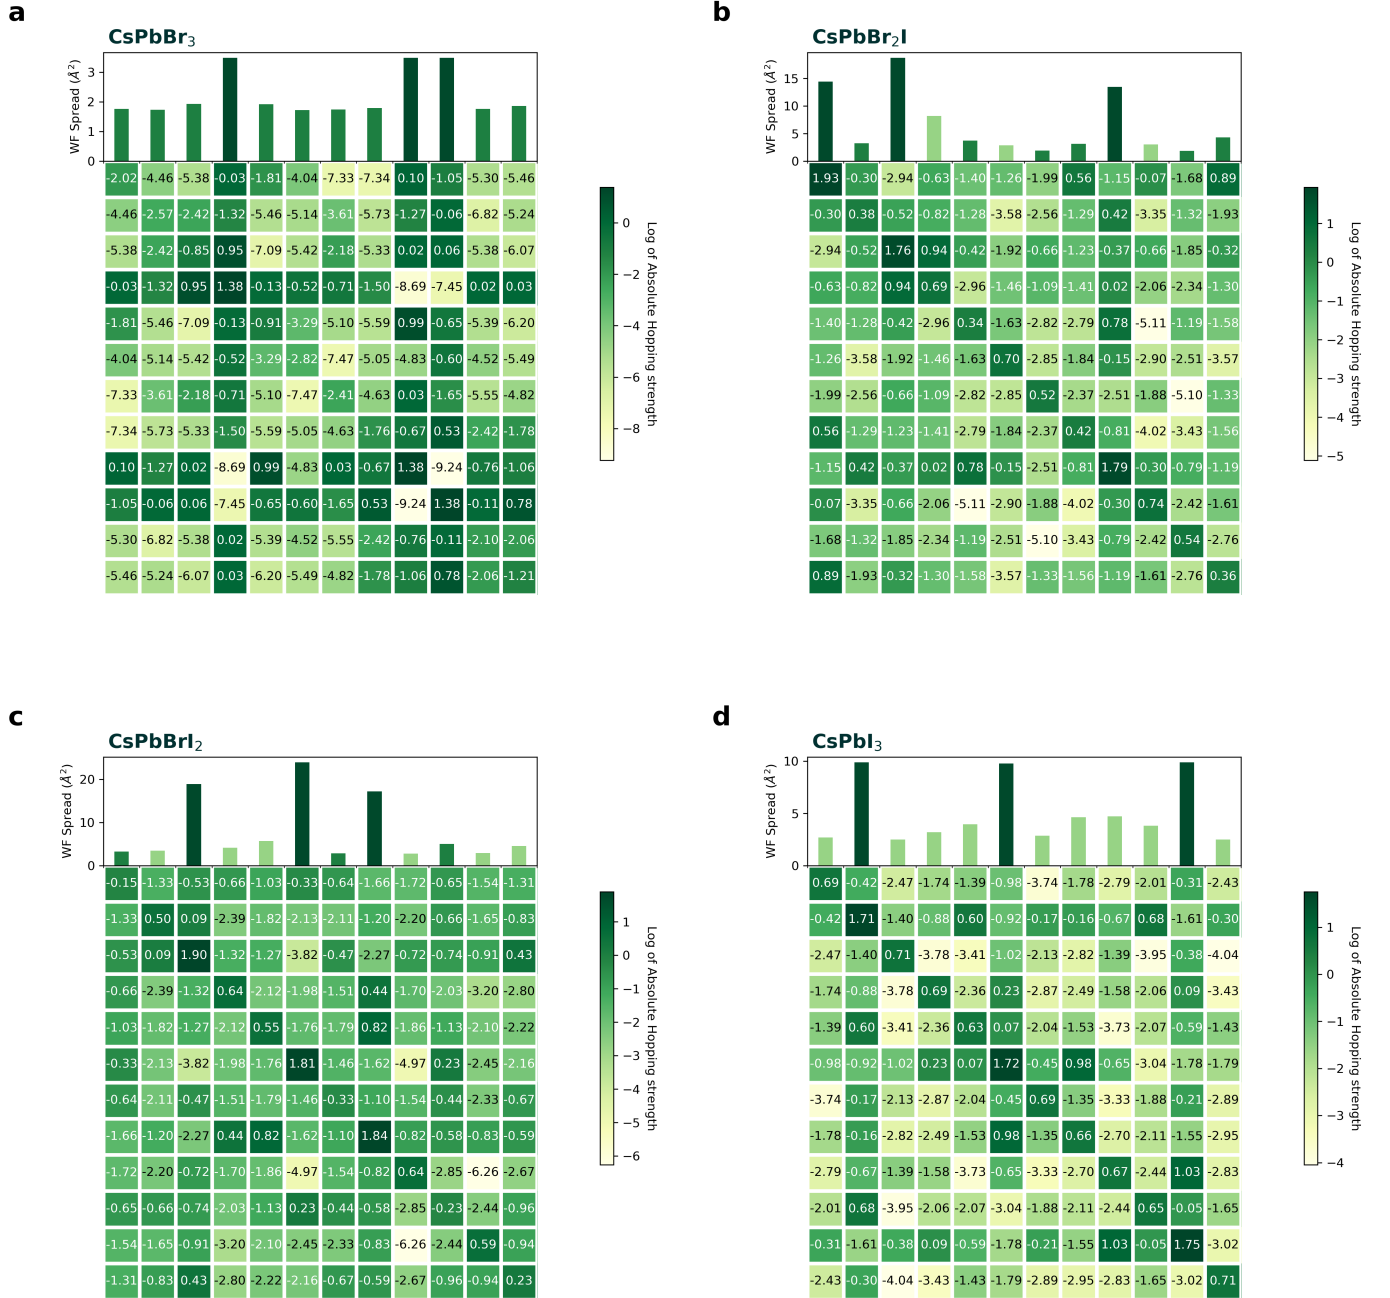 a
CsPbBr₃
WF Spread (Å²)
3
2
1
0
-2.02 -4.46 -5.38 -0.03 -1.81 -4.04 -7.33 -7.34 0.10 -1.05 -5.30 -5.46
-4.46 -2.57 -2.42 -1.32 -5.46 -5.14 -3.61 -5.73 -1.27 -0.06 -6.82 -5.24
-5.38 -2.42 -0.85 0.95 -7.09 -5.42 -2.18 -5.33 0.02 0.06 -5.38 -6.07
-0.03 -1.32 0.95 1.38 -0.13 -0.52 -0.71 -1.50 -8.69 -7.45 0.02 0.03
-1.81 -5.46 -7.09 -0.13 -0.91 -3.29 -5.10 -5.59 0.99 -0.65 -5.39 -6.20
-4.04 -5.14 -5.42 -0.52 -3.29 -2.82 -7.47 -5.05 -4.83 -0.60 -4.52 -5.49
-7.33 -3.61 -2.18 -0.71 -5.10 -7.47 -2.41 -4.63 0.03 -1.65 -5.55 -4.82
-7.34 -5.73 -5.33 -1.50 -5.59 -5.05 -4.63 -1.76 -0.67 0.53 -2.42 -1.78
0.10 -1.27 0.02 -8.69 0.99 -4.83 0.03 -0.67 1.38 -9.24 -0.76 -1.06
-1.05 -0.06 0.06 -7.45 -0.65 -0.60 -1.65 0.53 -9.24 1.38 -0.11 0.78
-5.30 -6.82 -5.38 0.02 -5.39 -4.52 -5.55 -2.42 -0.76 -0.11 -2.10 -2.06
-5.46 -5.24 -6.07 0.03 -6.20 -5.49 -4.82 -1.78 -1.06 0.78 -2.06 -1.21
0
−2
−4
−6
−8
Log of Absolute Hopping strength
b
CsPbBr₂I
WF Spread (Å²)
15
10
5
0
1.93 -0.30 -2.94 -0.63 -1.40 -1.26 -1.99 0.56 -1.15 -0.07 -1.68 0.89
-0.30 0.38 -0.52 -0.82 -1.28 -3.58 -2.56 -1.29 0.42 -3.35 -1.32 -1.93
-2.94 -0.52 1.76 0.94 -0.42 -1.92 -0.66 -1.23 -0.37 -0.66 -1.85 -0.32
-0.63 -0.82 0.94 0.69 -2.96 -1.46 -1.09 -1.41 0.02 -2.06 -2.34 -1.30
-1.40 -1.28 -0.42 -2.96 0.34 -1.63 -2.82 -2.79 0.78 -5.11 -1.19 -1.58
-1.26 -3.58 -1.92 -1.46 -1.63 0.70 -2.85 -1.84 -0.15 -2.90 -2.51 -3.57
-1.99 -2.56 -0.66 -1.09 -2.82 -2.85 0.52 -2.37 -2.51 -1.88 -5.10 -1.33
0.56 -1.29 -1.23 -1.41 -2.79 -1.84 -2.37 0.42 -0.81 -4.02 -3.43 -1.56
-1.15 0.42 -0.37 0.02 0.78 -0.15 -2.51 -0.81 1.79 -0.30 -0.79 -1.19
-0.07 -3.35 -0.66 -2.06 -5.11 -2.90 -1.88 -4.02 -0.30 0.74 -2.42 -1.61
-1.68 -1.32 -1.85 -2.34 -1.19 -2.51 -5.10 -3.43 -0.79 -2.42 0.54 -2.76
0.89 -1.93 -0.32 -1.30 -1.58 -3.57 -1.33 -1.56 -1.19 -1.61 -2.76 0.36
1
0
−1
−2
−3
−4
−5
Log of Absolute Hopping strength
c
CsPbBrI₂
WF Spread (Å²)
20
10
0
-0.15 -1.33 -0.53 -0.66 -1.03 -0.33 -0.64 -1.66 -1.72 -0.65 -1.54 -1.31
-1.33 0.50 0.09 -2.39 -1.82 -2.13 -2.11 -1.20 -2.20 -0.66 -1.65 -0.83
-0.53 0.09 1.90 -1.32 -1.27 -3.82 -0.47 -2.27 -0.72 -0.74 -0.91 0.43
-0.66 -2.39 -1.32 0.64 -2.12 -1.98 -1.51 0.44 -1.70 -2.03 -3.20 -2.80
-1.03 -1.82 -1.27 -2.12 0.55 -1.76 -1.79 0.82 -1.86 -1.13 -2.10 -2.22
-0.33 -2.13 -3.82 -1.98 -1.76 1.81 -1.46 -1.62 -4.97 0.23 -2.45 -2.16
-0.64 -2.11 -0.47 -1.51 -1.79 -1.46 -0.33 -1.10 -1.54 -0.44 -2.33 -0.67
-1.66 -1.20 -2.27 0.44 0.82 -1.62 -1.10 1.84 -0.82 -0.58 -0.83 -0.59
-1.72 -2.20 -0.72 -1.70 -1.86 -4.97 -1.54 -0.82 0.64 -2.85 -6.26 -2.67
-0.65 -0.66 -0.74 -2.03 -1.13 0.23 -0.44 -0.58 -2.85 -0.23 -2.44 -0.96
-1.54 -1.65 -0.91 -3.20 -2.10 -2.45 -2.33 -0.83 -6.26 -2.44 0.59 -0.94
-1.31 -0.83 0.43 -2.80 -2.22 -2.16 -0.67 -0.59 -2.67 -0.96 -0.94 0.23
1
0
−1
−2
−3
−4
−5
−6
Log of Absolute Hopping strength
d
CsPbI₃
WF Spread (Å²)
10
5
0
0.69 -0.42 -2.47 -1.74 -1.39 -0.98 -3.74 -1.78 -2.79 -2.01 -0.31 -2.43
-0.42 1.71 -1.40 -0.88 0.60 -0.92 -0.17 -0.16 -0.67 0.68 -1.61 -0.30
-2.47 -1.40 0.71 -3.78 -3.41 -1.02 -2.13 -2.82 -1.39 -3.95 -0.38 -4.04
-1.74 -0.88 -3.78 0.69 -2.36 0.23 -2.87 -2.49 -1.58 -2.06 0.09 -3.43
-1.39 0.60 -3.41 -2.36 0.63 0.07 -2.04 -1.53 -3.73 -2.07 -0.59 -1.43
-0.98 -0.92 -1.02 0.23 0.07 1.72 -0.45 0.98 -0.65 -3.04 -1.78 -1.79
-3.74 -0.17 -2.13 -2.87 -2.04 -0.45 0.69 -1.35 -3.33 -1.88 -0.21 -2.89
-1.78 -0.16 -2.82 -2.49 -1.53 0.98 -1.35 0.66 -2.70 -2.11 -1.55 -2.95
-2.79 -0.67 -1.39 -1.58 -3.73 -0.65 -3.33 -2.70 0.67 -2.44 1.03 -2.83
-2.01 0.68 -3.95 -2.06 -2.07 -3.04 -1.88 -2.11 -2.44 0.65 -0.05 -1.65
-0.31 -1.61 -0.38 0.09 -0.59 -1.78 -0.21 -1.55 1.03 -0.05 1.75 -3.02
-2.43 -0.30 -4.04 -3.43 -1.43 -1.79 -2.89 -2.95 -2.83 -1.65 -3.02 0.71
1
0
−1
−2
−3
−4
Log of Absolute Hopping strength